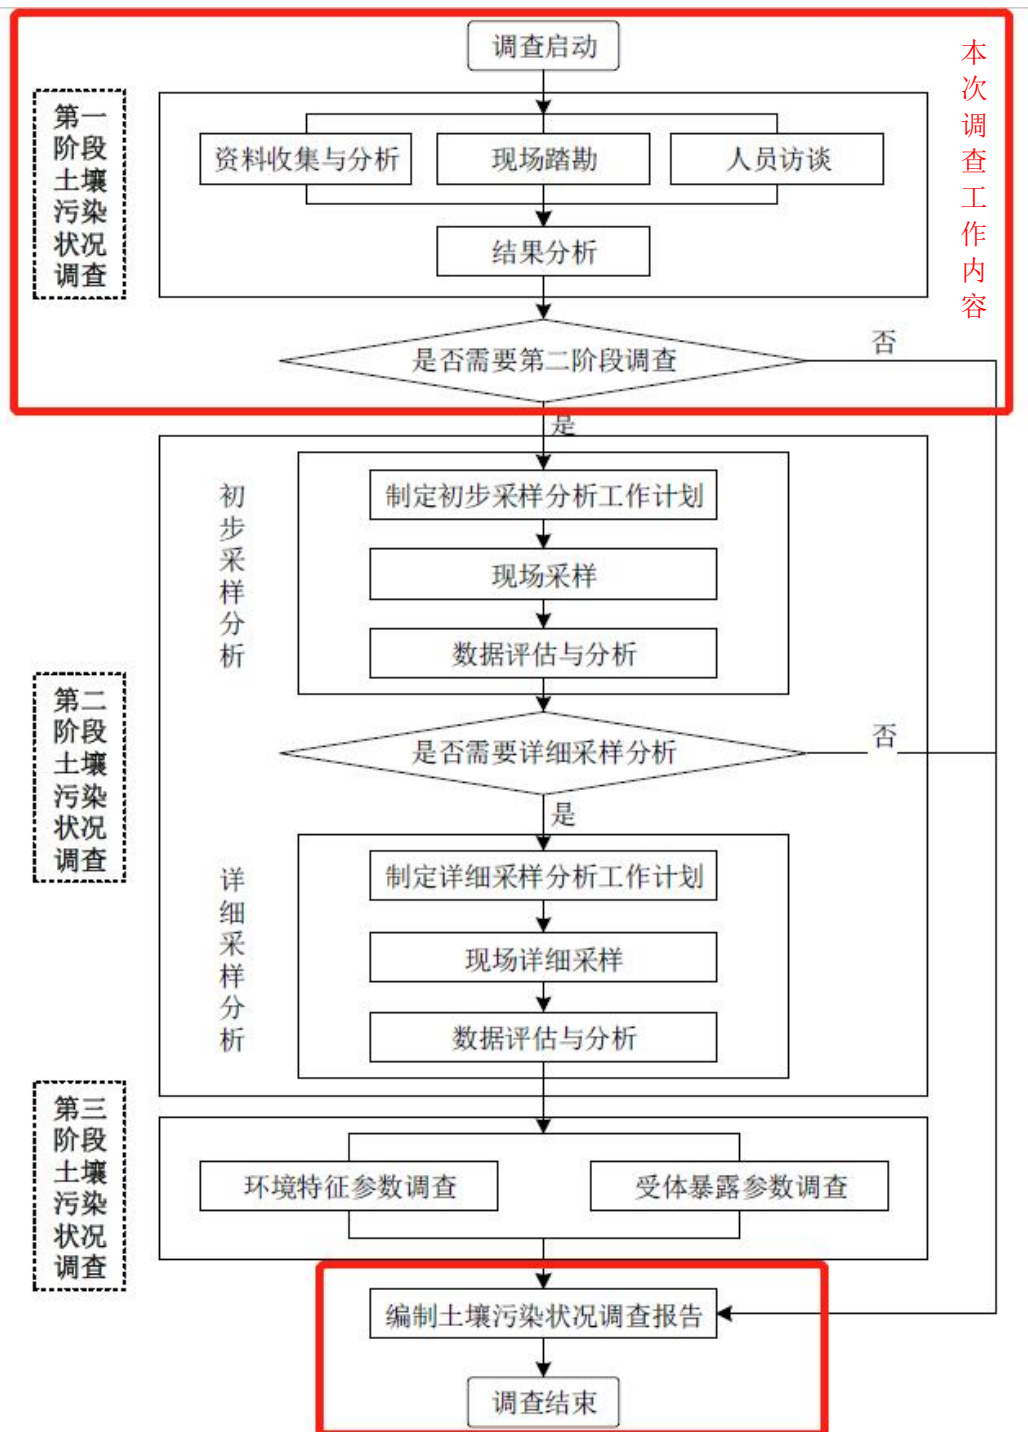 调查启动
本次调查工作内容
第一
阶段
土壤
污染
状况
调查
资料收集与分析
现场踏勘
人员访谈
结果分析
是否需要第二阶段调查
否
是
初步采样分析
制定初步采样分析工作计划
现场采样
数据评估与分析
第二
阶段
土壤
污染
状况
调查
是否需要详细采样分析
否
是
详细采样分析
制定详细采样分析工作计划
现场详细采样
数据评估与分析
第三
阶段
土壤
污染
状况
调查
环境特征参数调查
受体暴露参数调查
编制土壤污染状况调查报告
调查结束